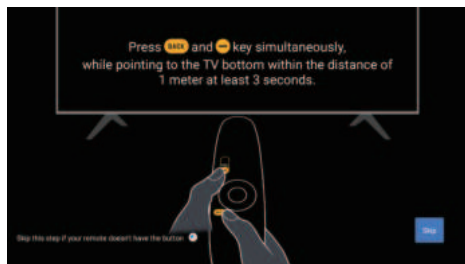 Press BACK and key simultaneously,
while pointing to the TV bottom within the distance of
1 meter at least 3 seconds.
Skip this step if your remote doesn't have the button
Skip